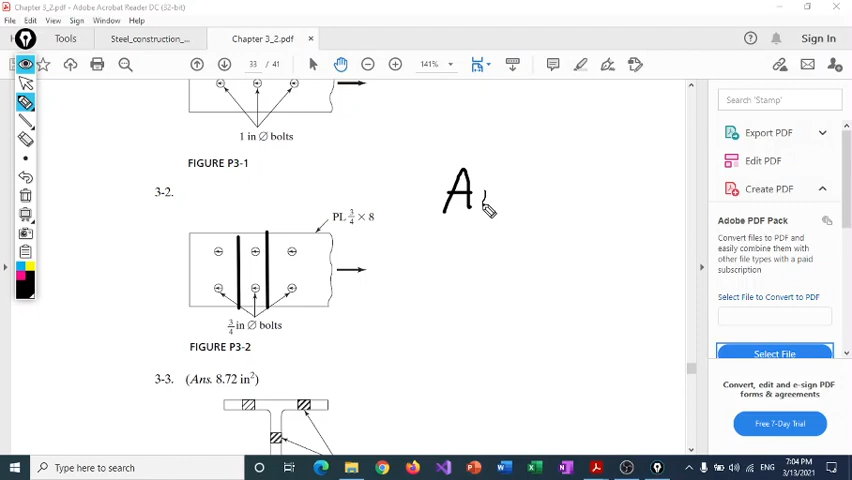 Chapter 3_2.pdf - Adobe Acrobat Reader DC (32-bit)
File Edit View Sign Window Help
Tools Steel_construction_... Chapter 3_2.pdf × Sign In
33 / 41 141%
1 in Ø bolts
FIGURE P3-1
3-2.
PL 3/4 × 8
3/4 in Ø bolts
FIGURE P3-2
3-3. (Ans. 8.72 in²)
A
Search 'Stamp'
Export PDF
Edit PDF
Create PDF
Adobe PDF Pack
Convert files to PDF and
easily combine them with
other file types with a paid
subscription
Select File to Convert to PDF
Select File
Convert, edit and e-sign PDF
forms & agreements
Free 7-Day Trial
Type here to search
ENG
7:04 PM
3/13/2021